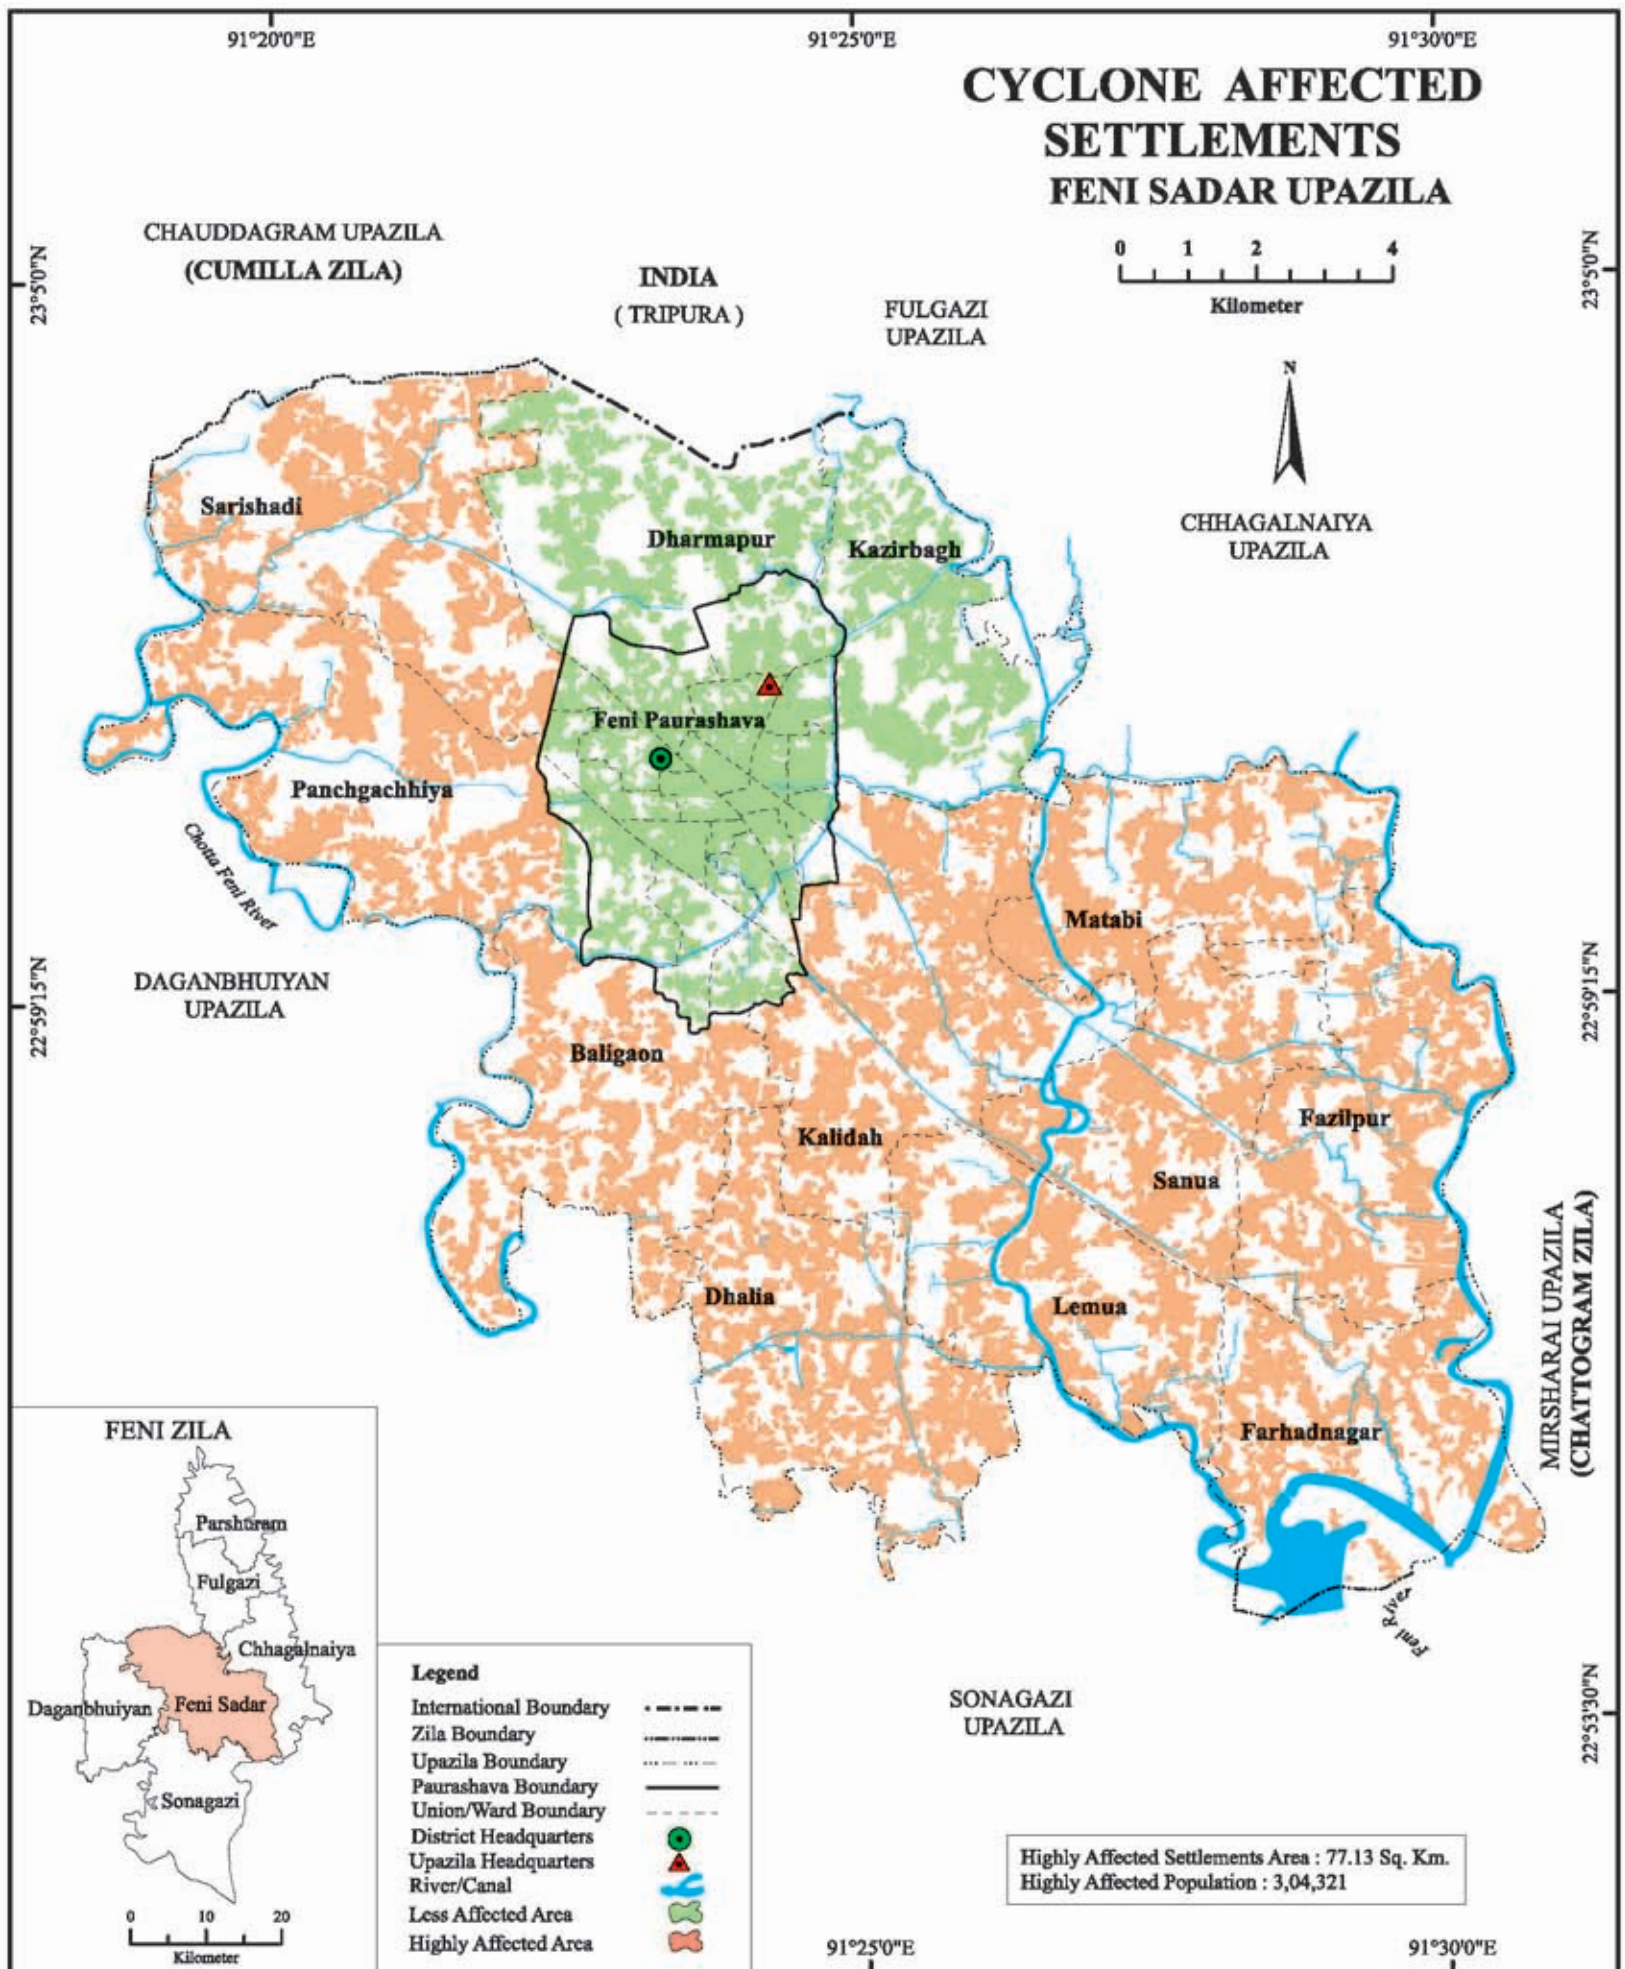 91°20'0"E
91°25'0"E
91°30'0"E
CYCLONE AFFECTED
SETTLEMENTS
FENI SADAR UPAZILA
0 1 2 4
Kilometer
CHAUDDAGRAM UPAZILA
(CUMILLA ZILA)
INDIA
( TRIPURA )
FULGAZI
UPAZILA
23°5'0"N
23°5'0"N
N
CHHAGALNAIYA
UPAZILA
Sarishadi
Dharmapur
Kazirbagh
Feni Paurashava
Panchgachhiya
Chotta Feni River
Matabi
DAGANBHUIYAN
UPAZILA
22°59'15"N
22°59'15"N
Baligaon
Kalidah
Fazilpur
Sanua
Dhalia
Lemua
MIRSHARAI UPAZILA
(CHATTOGRAM ZILA)
Farhadnagar
Feni River
SONAGAZI
UPAZILA
22°53'30"N
FENI ZILA
Parshuram
Fulgazi
Chhagalnaiya
Daganbhuiyan
Feni Sadar
Sonagazi
0 10 20
Kilometer
Legend
International Boundary
Zila Boundary
Upazila Boundary
Paurashava Boundary
Union/Ward Boundary
District Headquarters
Upazila Headquarters
River/Canal
Less Affected Area
Highly Affected Area
Highly Affected Settlements Area : 77.13 Sq. Km.
Highly Affected Population : 3,04,321
91°25'0"E
91°30'0"E